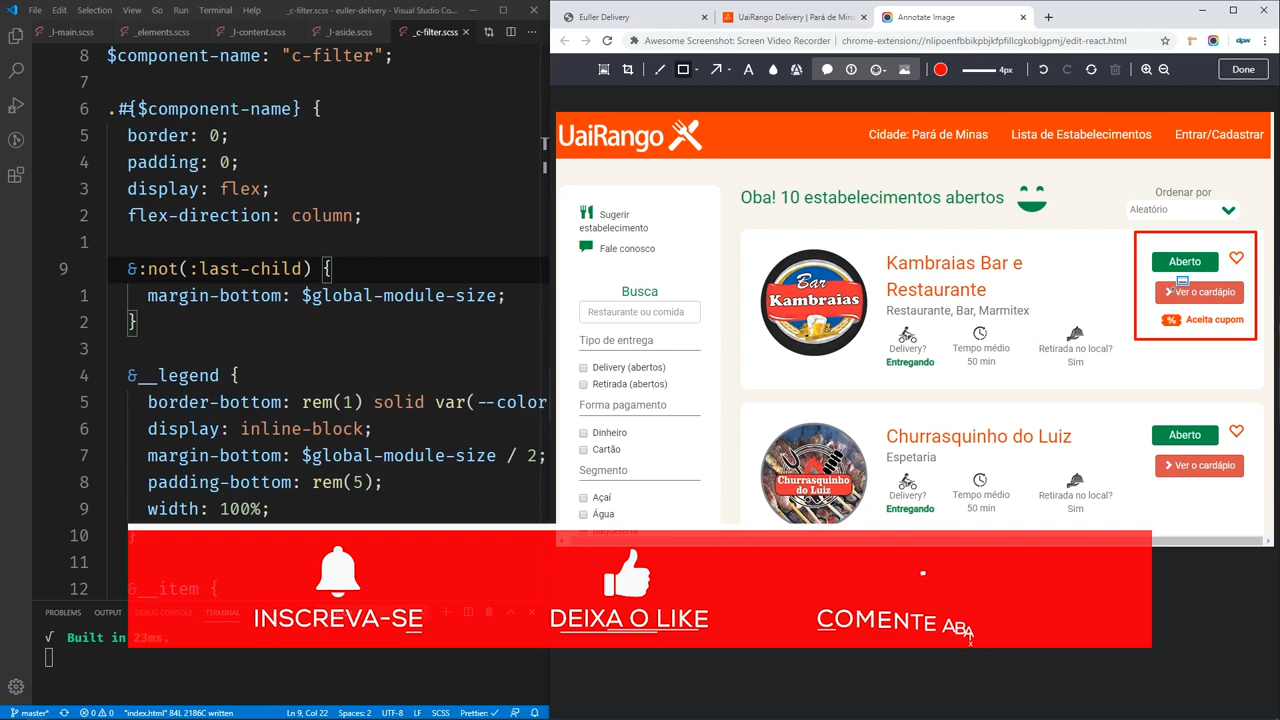 File Edit Selection View Go Run Terminal Help _c-filter.scss - euller-delivery - Visual Studio Co...
_l-main.scss _elements.scss _l-content.scss _l-aside.scss _c-filter.scss
8 $component-name: "c-filter";
7
6 .#{$component-name} {
5 border: 0;
4 padding: 0;
3 display: flex;
2 flex-direction: column;
1
9 &:not(:last-child) {
1 margin-bottom: $global-module-size;
2 }
3
4 &__legend {
5 border-bottom: rem(1) solid var(--color
6 display: inline-block;
7 margin-bottom: $global-module-size / 2;
8 padding-bottom: rem(5);
9 width: 100%;
10 }
11
12 &__item {
PROBLEMS OUTPUT DEBUG CONSOLE TERMINAL
√ Built in 23ms.
master* 0 0 "index.html" 84L 2186C written Ln 9, Col 22 Spaces: 2 UTF-8 LF SCSS Prettier: ✓
Euller Delivery UaiRango Delivery | Pará de Min Annotate Image
Awesome Screenshot: Screen Video Recorder | chrome-extension://nlipoenfbbikpbjkfpfillcgkoblgpmj/edit-react.html
4px Done
UaiRango Cidade: Pará de Minas Lista de Estabelecimentos Entrar/Cadastrar
Sugerir
estabelecimento
Fale conosco
Busca
Restaurante ou comida
Tipo de entrega
Delivery (abertos)
Retirada (abertos)
Forma pagamento
Dinheiro
Cartão
Segmento
Açaí
Água
Oba! 10 estabelecimentos abertos
Ordenar por
Aleatório
Bar
Kambraias
Kambraias Bar e
Restaurante
Restaurante, Bar, Marmitex
Delivery? Tempo médio Retirada no local?
Entregando 50 min Sim
Aberto
Ver o cardápio
% Aceita cupom
Churrasquinho
do Luiz
Churrasquinho do Luiz
Espetaria
Delivery? Tempo médio Retirada no local?
Entregando 50 min Sim
Aberto
Ver o cardápio
INSCREVA-SE DEIXA O LIKE COMENTE ABAx